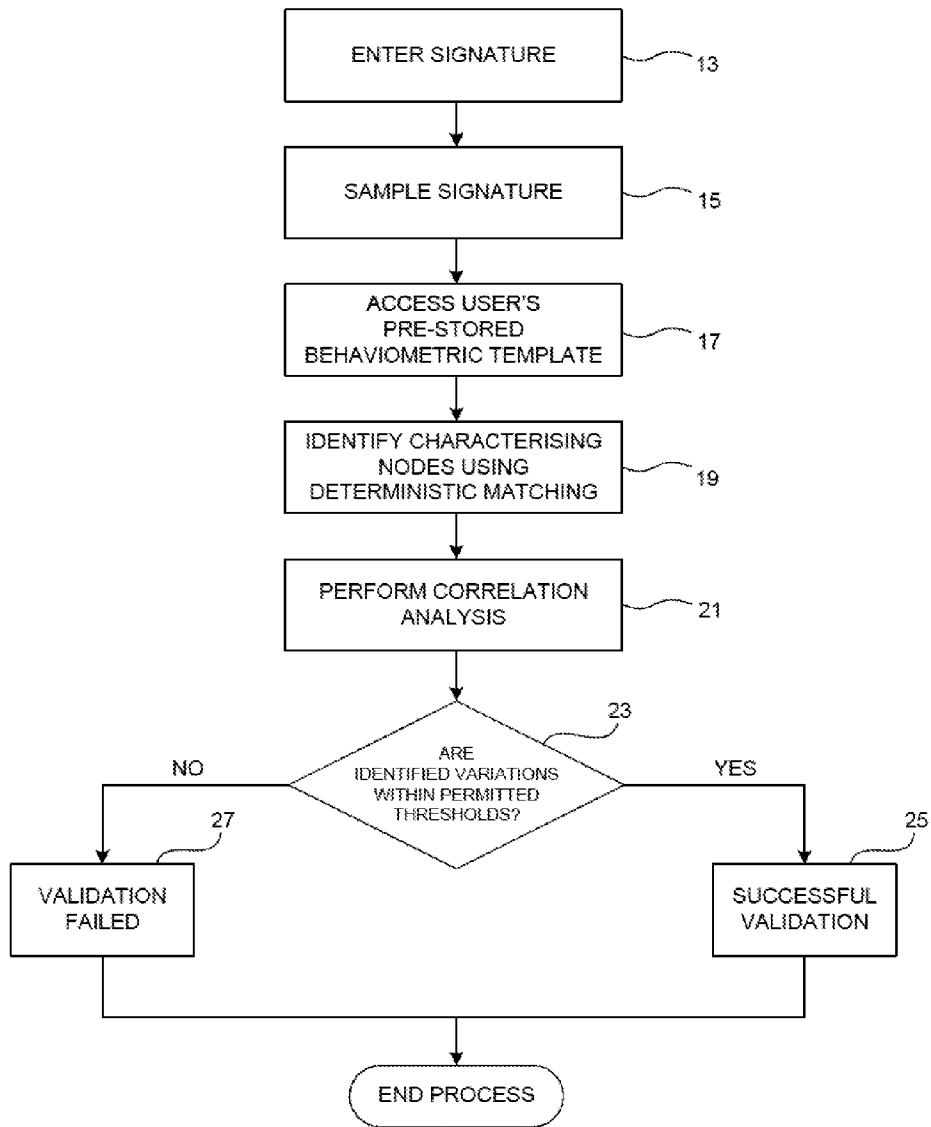 ENTER SIGNATURE
13
SAMPLE SIGNATURE
15
ACCESS USER'S
PRE-STORED
BEHAVIOMETRIC TEMPLATE
17
IDENTIFY CHARACTERISING
NODES USING
DETERMINISTIC MATCHING
19
PERFORM CORRELATION
ANALYSIS
21
23
ARE
IDENTIFIED VARIATIONS
WITHIN PERMITTED
THRESHOLDS?
NO
YES
27
25
VALIDATION
FAILED
SUCCESSFUL
VALIDATION
END PROCESS